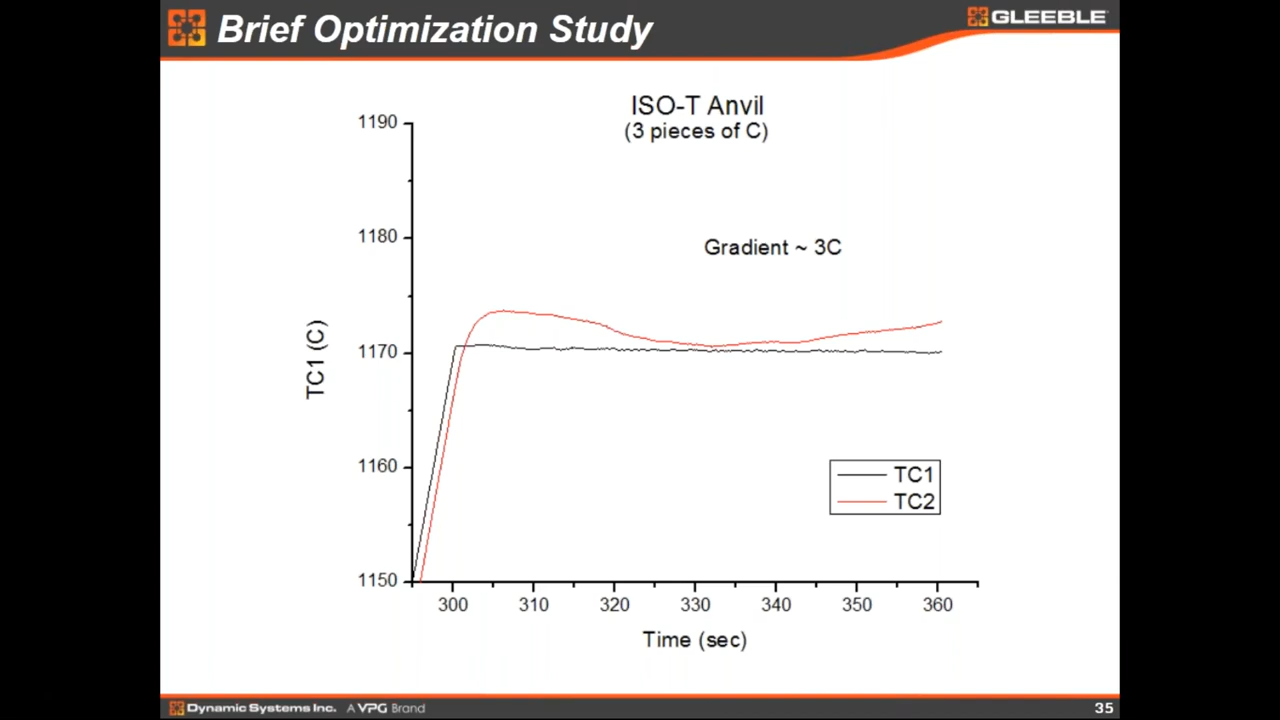 Brief Optimization Study
GLEEBLE
ISO-T Anvil
(3 pieces of C)
1190
1180
1170
1160
1150
Gradient ~ 3C
TC1 (C)
TC1
TC2
300 310 320 330 340 350 360
Time (sec)
Dynamic Systems Inc. A VPG Brand
35